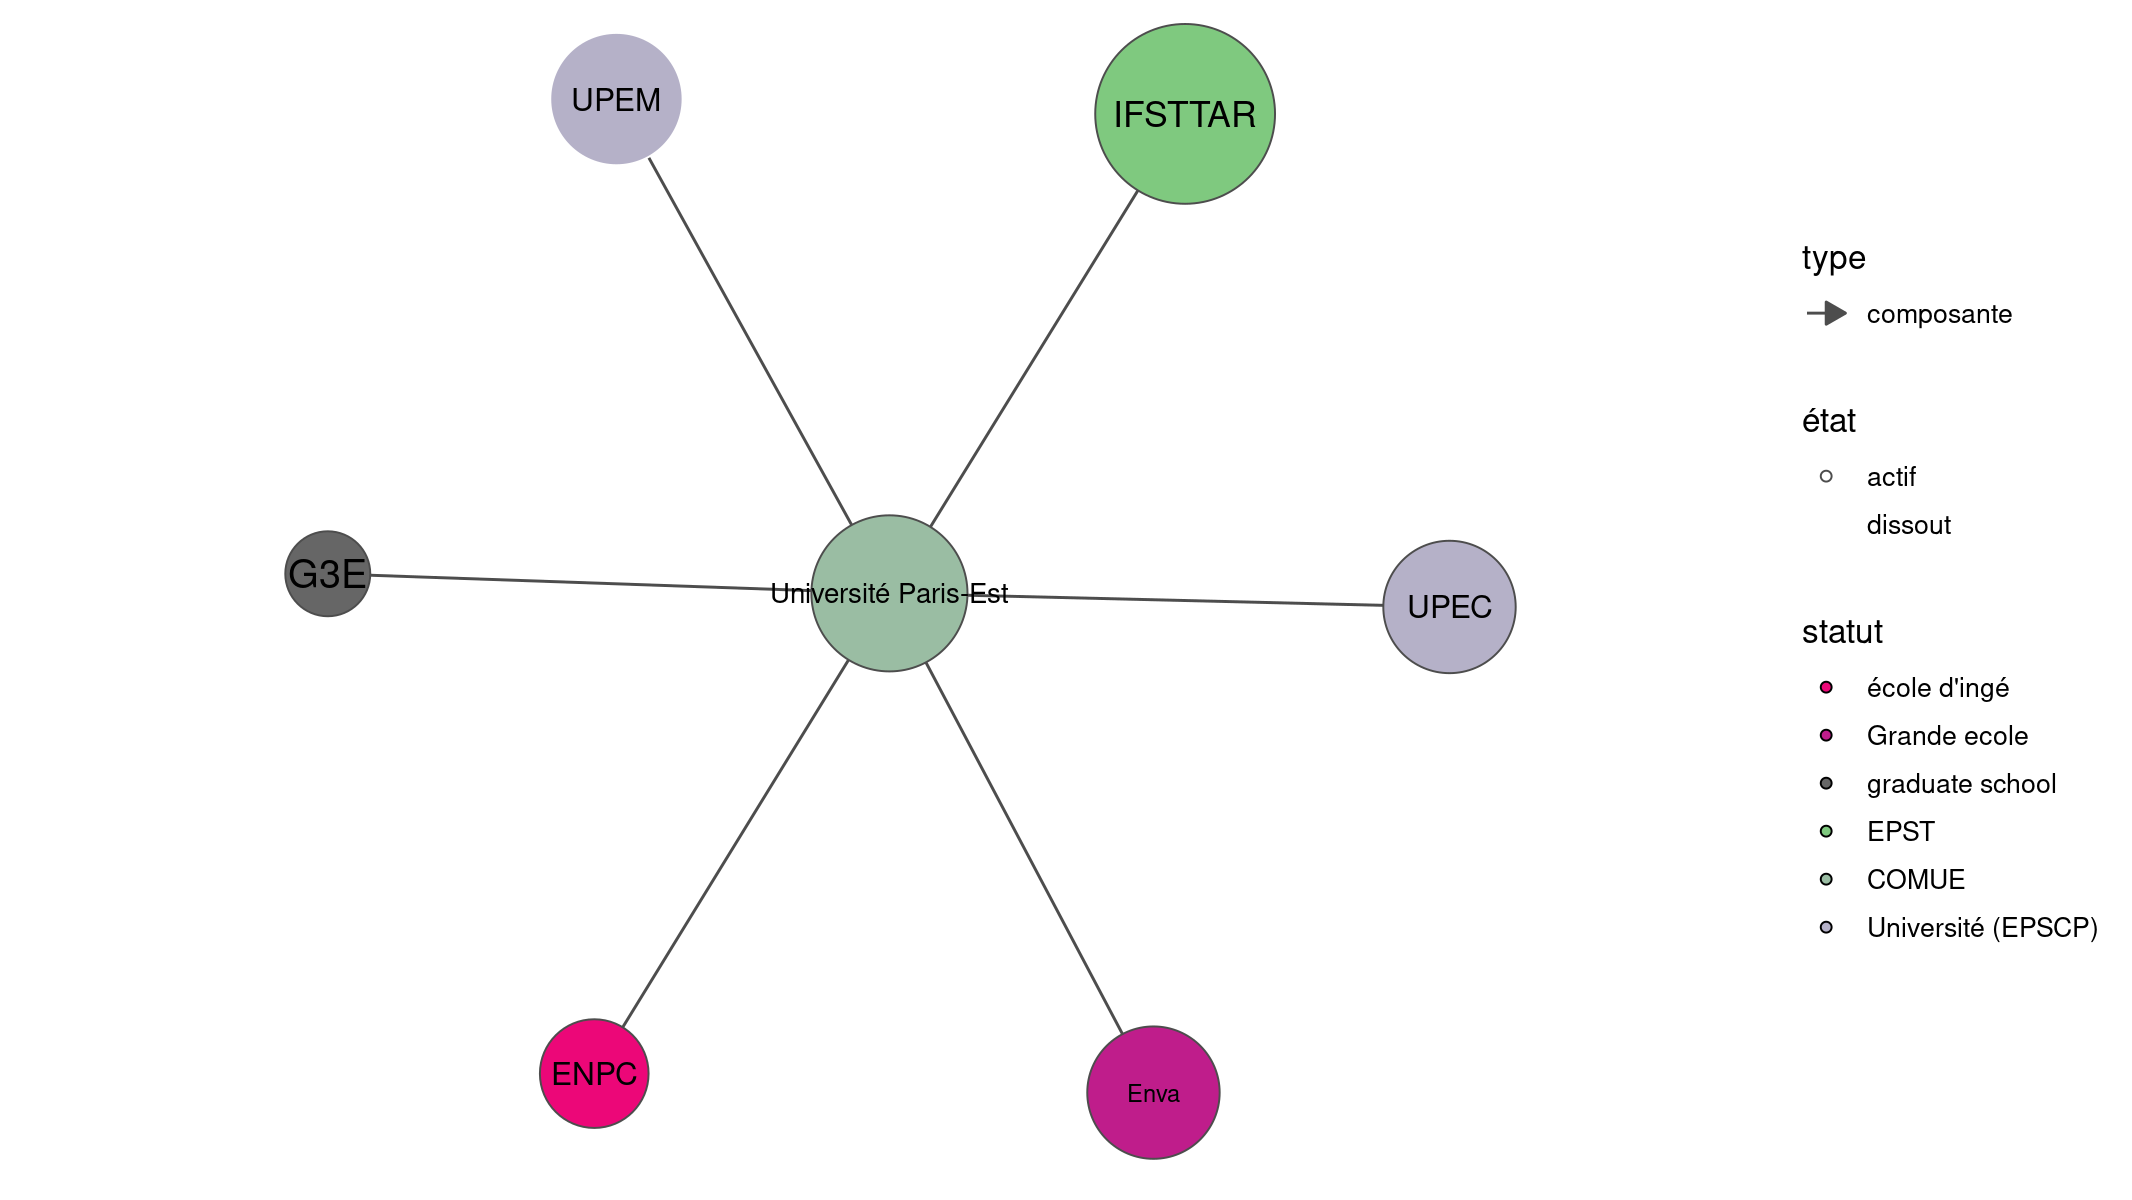 UPEM
IFSTTAR
G3E
Université Paris-Est
UPEC
ENPC
Enva
type
composante
état
actif
dissout
statut
école d'ingé
Grande ecole
graduate school
EPST
COMUE
Université (EPSCP)